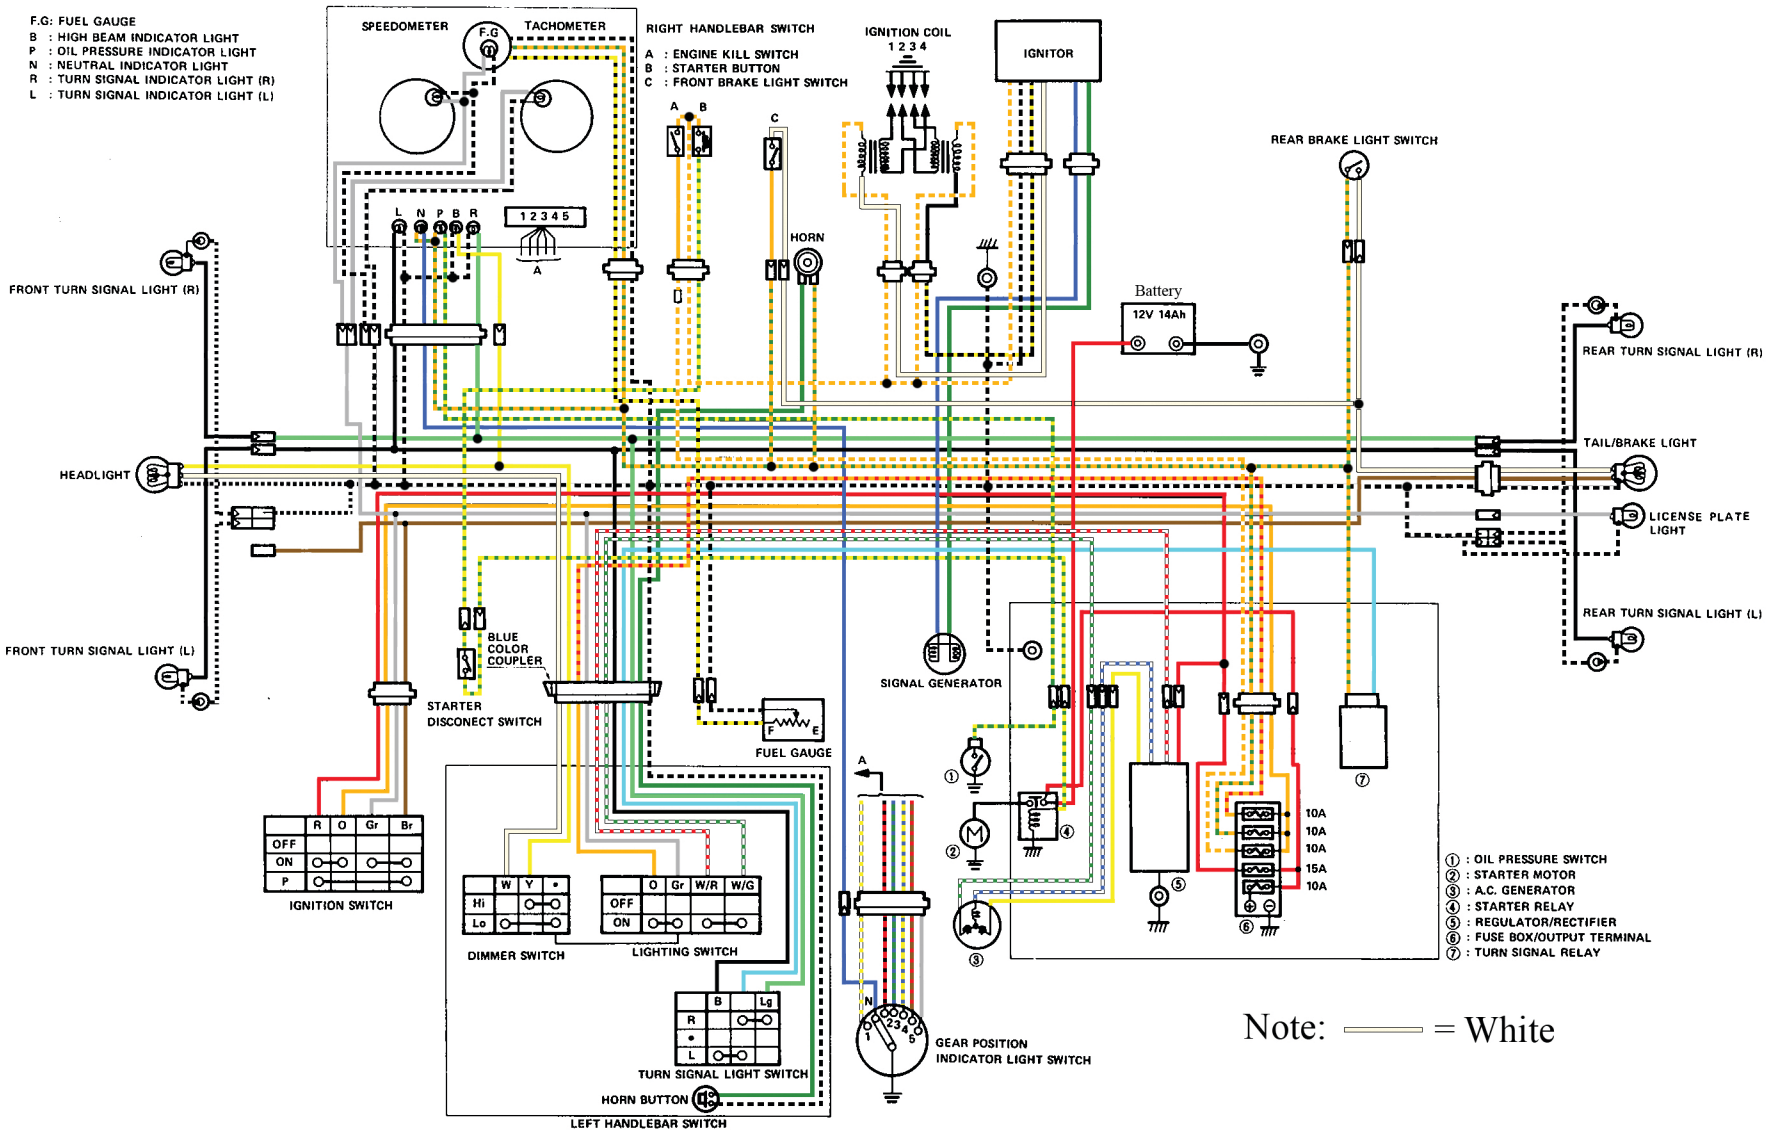 F.G: FUEL GAUGE
B : HIGH BEAM INDICATOR LIGHT
P : OIL PRESSURE INDICATOR LIGHT
N : NEUTRAL INDICATOR LIGHT
R : TURN SIGNAL INDICATOR LIGHT (R)
L : TURN SIGNAL INDICATOR LIGHT (L)
SPEEDOMETER
F.G
TACHOMETER
L N P B R
1 2 3 4 5
A
RIGHT HANDLEBAR SWITCH
A : ENGINE KILL SWITCH
B : STARTER BUTTON
C : FRONT BRAKE LIGHT SWITCH
A B
C
HORN
IGNITION COIL
1 2 3 4
IGNITOR
REAR BRAKE LIGHT SWITCH
Battery
12V 14Ah
FRONT TURN SIGNAL LIGHT (R)
HEADLIGHT
FRONT TURN SIGNAL LIGHT (L)
REAR TURN SIGNAL LIGHT (R)
TAIL/BRAKE LIGHT
LICENSE PLATE
LIGHT
REAR TURN SIGNAL LIGHT (L)
BLUE
COLOR
COUPLER
STARTER
DISCONECT SWITCH
SIGNAL GENERATOR
F E
FUEL GAUGE
A
R O Gr Br
OFF
ON
P
IGNITION SWITCH
W Y •
Hi
Lo
DIMMER SWITCH
O Gr W/R W/G
OFF
ON
LIGHTING SWITCH
B Lg
R
•
L
TURN SIGNAL LIGHT SWITCH
HORN BUTTON
LEFT HANDLEBAR SWITCH
N
1 2 3 4 5
GEAR POSITION
INDICATOR LIGHT SWITCH
①
M
②
③
④
⑤
⑥
⑦
10A
10A
10A
15A
10A
+ −
① : OIL PRESSURE SWITCH
② : STARTER MOTOR
③ : A.C. GENERATOR
④ : STARTER RELAY
⑤ : REGULATOR/RECTIFIER
⑥ : FUSE BOX/OUTPUT TERMINAL
⑦ : TURN SIGNAL RELAY
Note: = White